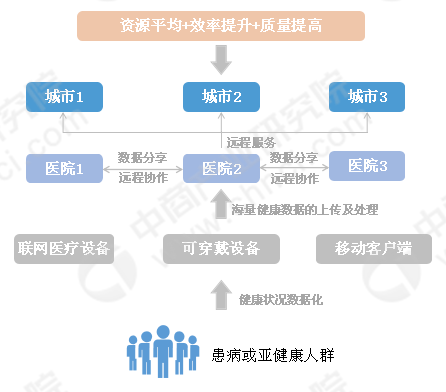 资源平均+效率提升+质量提高
城市1 城市2 城市3
远程服务
医院1 数据分享 医院2 数据分享 医院3
远程协作 远程协作
海量健康数据的上传及处理
联网医疗设备 可穿戴设备 移动客户端
健康状况数据化
患病或亚健康人群